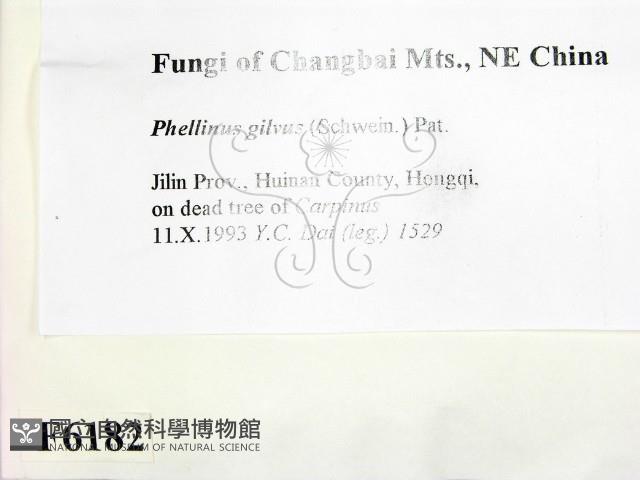 Fungi of Changbai Mts., NE China
Phellinus gilvus (Schwein.) Pat.
Jilin Prov., Huinan County, Hongqi,
on dead tree of Carpinus
11.X.1993 Y.C. Dai (leg.) 1529
F6182
國立自然科學博物館
NATIONAL MUSEUM OF NATURAL SCIENCE